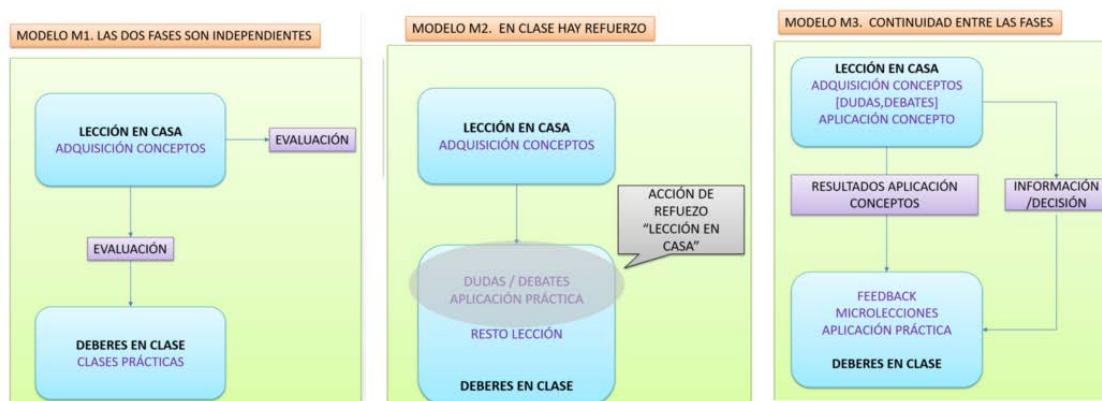 MODELO M1. LAS DOS FASES SON INDEPENDIENTES
LECCIÓN EN CASA
ADQUISICIÓN CONCEPTOS
EVALUACIÓN
EVALUACIÓN
DEBERES EN CLASE
CLASES PRÁCTICAS
MODELO M2. EN CLASE HAY REFUERZO
LECCIÓN EN CASA
ADQUISICIÓN CONCEPTOS
ACCIÓN DE
REFUEZO
“LECCIÓN EN
CASA”
DUDAS / DEBATES
APLICACIÓN PRÁCTICA
RESTO LECCIÓN
DEBERES EN CLASE
MODELO M3. CONTINUIDAD ENTRE LAS FASES
LECCIÓN EN CASA
ADQUISICIÓN CONCEPTOS
[DUDAS,DEBATES]
APLICACIÓN CONCEPTO
RESULTADOS APLICACIÓN
CONCEPTOS
INFORMACIÓN
/DECISIÓN
FEEDBACK
MICROLECCIONES
APLICACIÓN PRÁCTICA
DEBERES EN CLASE